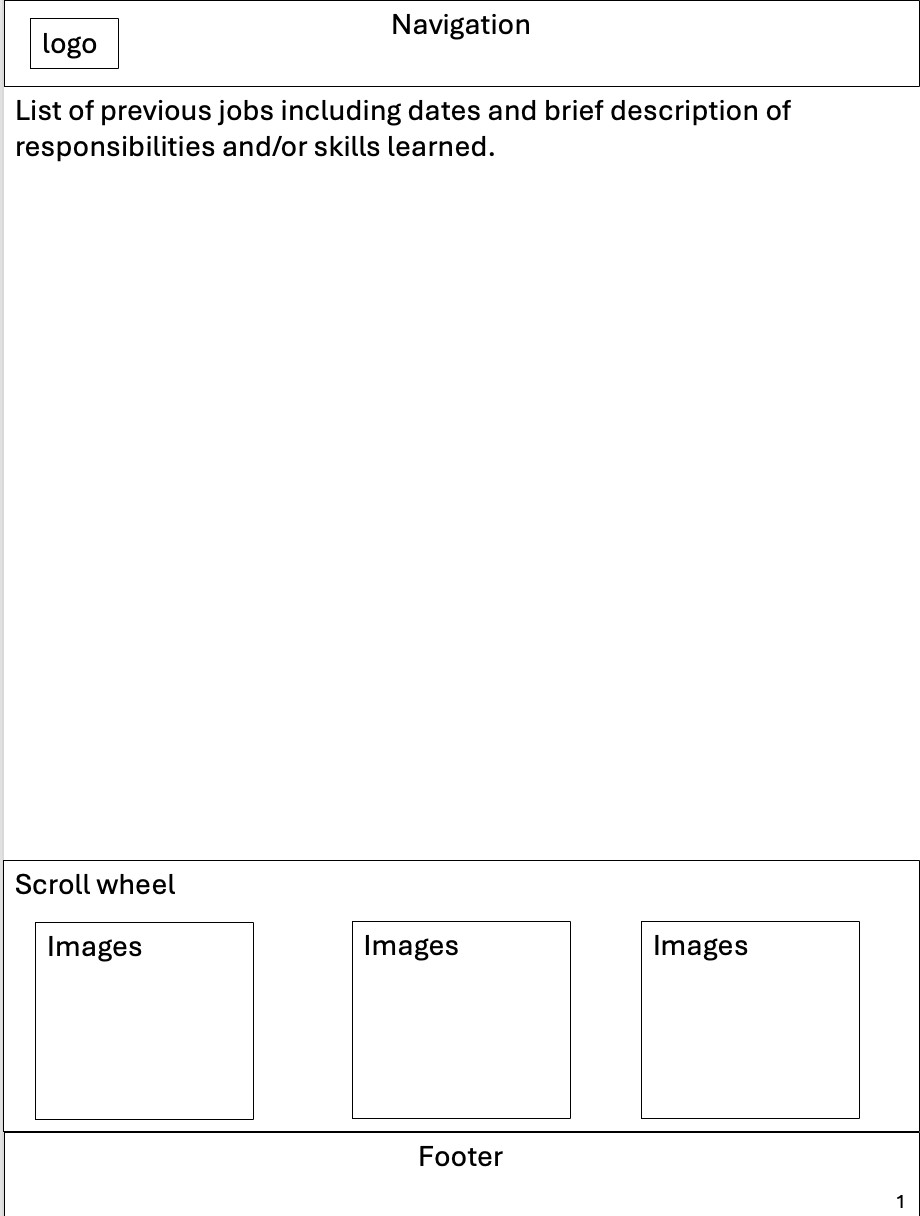 Navigation
logo
List of previous jobs including dates and brief description of
responsibilities and/or skills learned.
Scroll wheel
Images
Images
Images
Footer
1